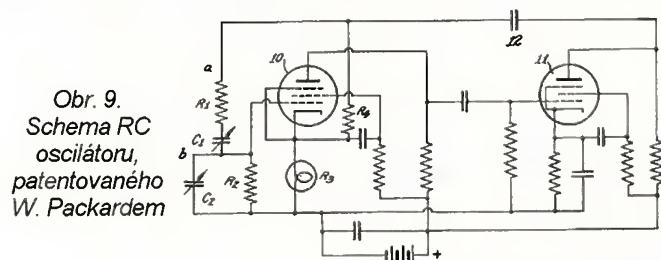 Obr. 9.
Schema RC
oscilátoru,
patentovaného
W. Packardem
a
b
R1
C1
C2
R2
10
R3
R4
12
11
+